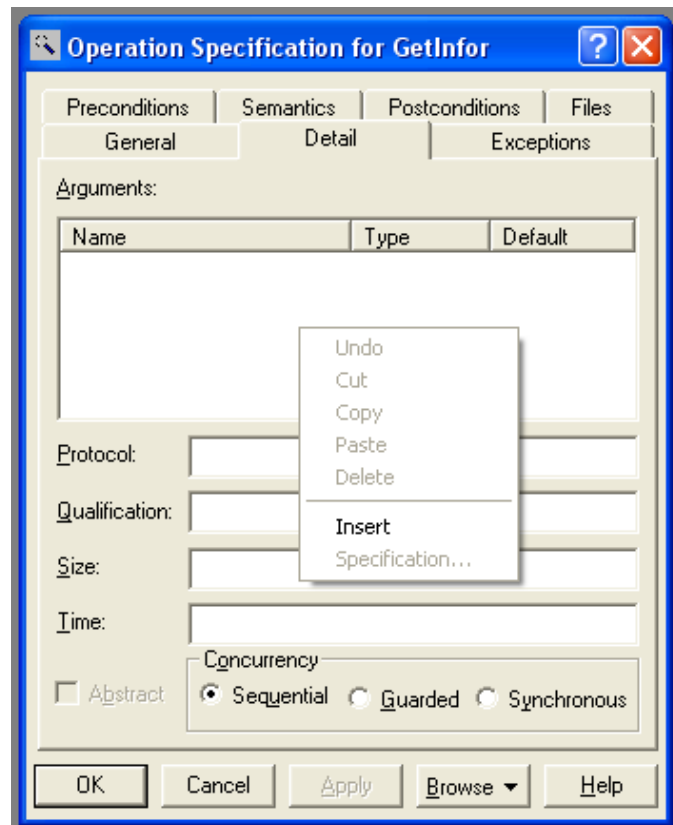 Operation Specification for GetInfor
Preconditions Semantics Postconditions Files
General Detail Exceptions
Arguments:
Name Type Default
Undo
Cut
Copy
Paste
Delete
Insert
Specification...
Protocol:
Qualification:
Size:
Time:
Concurrency
Abstract Sequential Guarded Synchronous
OK Cancel Apply Browse Help